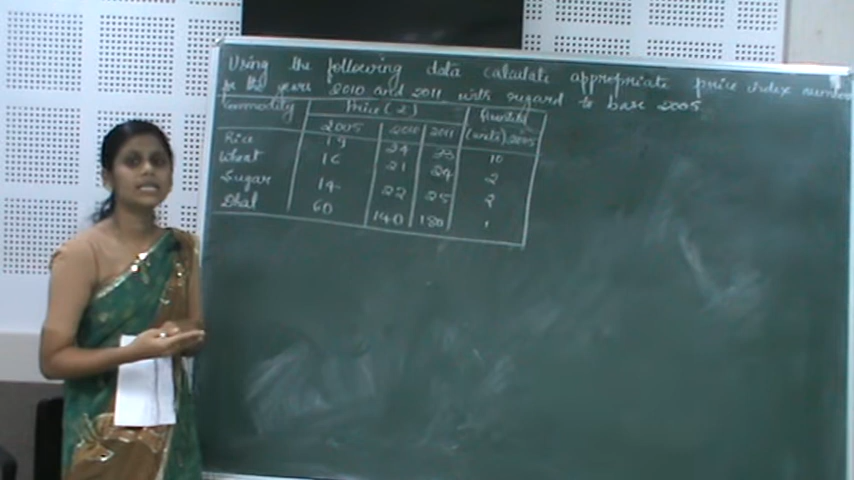 Using the following data calculate appropriate price index number
for the years 2010 and 2011 with regard to base 2005
Commodity Price (₹) Quantity
2005 2010 2011 (units) 2005
Rice 19 24 10
Wheat 16 21 24 2
Sugar 14 22 25 2
Dhal 60 140 180 1